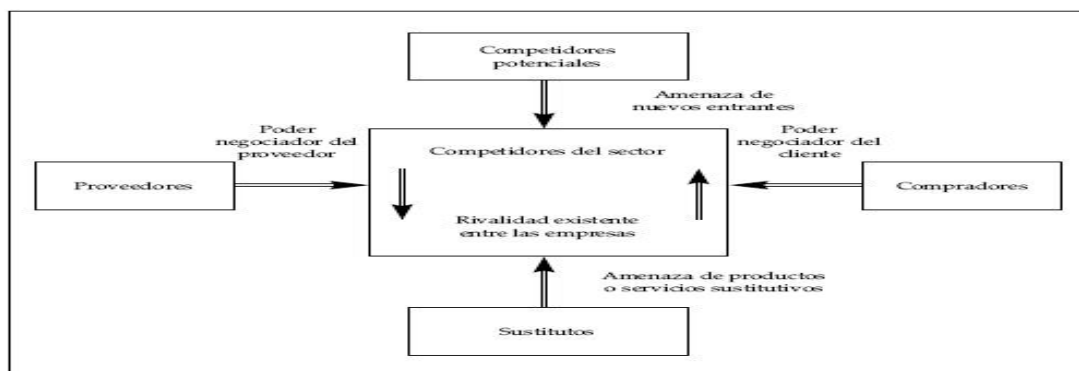 Competidores
potenciales
Amenaza de
nuevos entrantes
Poder
negociador del
proveedor
Poder
negociador del
cliente
Competidores del sector
Proveedores
Compradores
Rivalidad existente
entre las empresas
Amenaza de productos
o servicios sustitutivos
Sustitutos